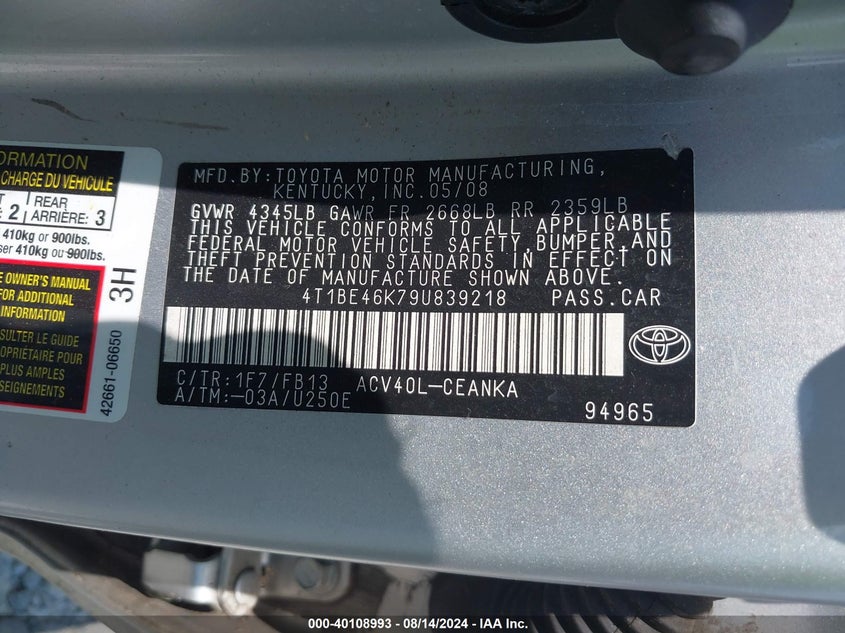 ORMATION
CHARGE DU VÉHICULE
2
REAR
ARRIÈRE: 3
410kg or 900lbs.
ser 410kg ou 900lbs.
E OWNER'S MANUAL
FOR ADDITIONAL
INFORMATION
CONSULTER LE GUIDE
PROPRIÉTAIRE POUR
PLUS AMPLES
SEIGNEMENTS
3H
42661-06650
MFD.BY:TOYOTA MOTOR MANUFACTURING,
KENTUCKY,INC.05/08
GVWR 4345LB GAWR FR 2668LB RR 2359LB
THIS VEHICLE CONFORMS TO ALL APPLICABLE
FEDERAL MOTOR VEHICLE SAFETY,BUMPER,AND
THEFT PREVENTION STANDARDS IN EFFECT ON
THE DATE OF MANUFACTURE SHOWN ABOVE.
4T1BE46K79U839218 PASS.CAR
C/TR:1F7/FB13 ACV40L-CEANKA
A/TM:-03A/U250E
94965
000-40108993 - 08/14/2024 - IAA Inc.